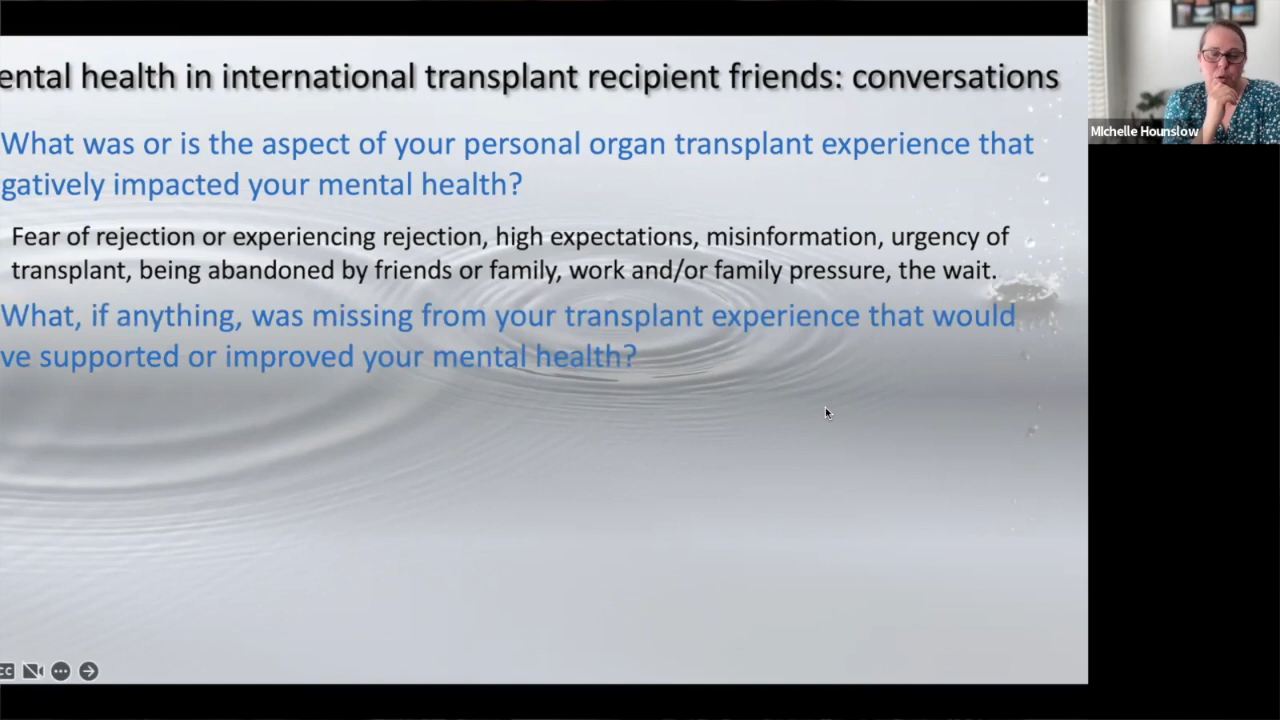 ental health in international transplant recipient friends: conversations
What was or is the aspect of your personal organ transplant experience that
gatively impacted your mental health?
Fear of rejection or experiencing rejection, high expectations, misinformation, urgency of
transplant, being abandoned by friends or family, work and/or family pressure, the wait.
What, if anything, was missing from your transplant experience that would
ve supported or improved your mental health?
MIchelle Hounslow
CC